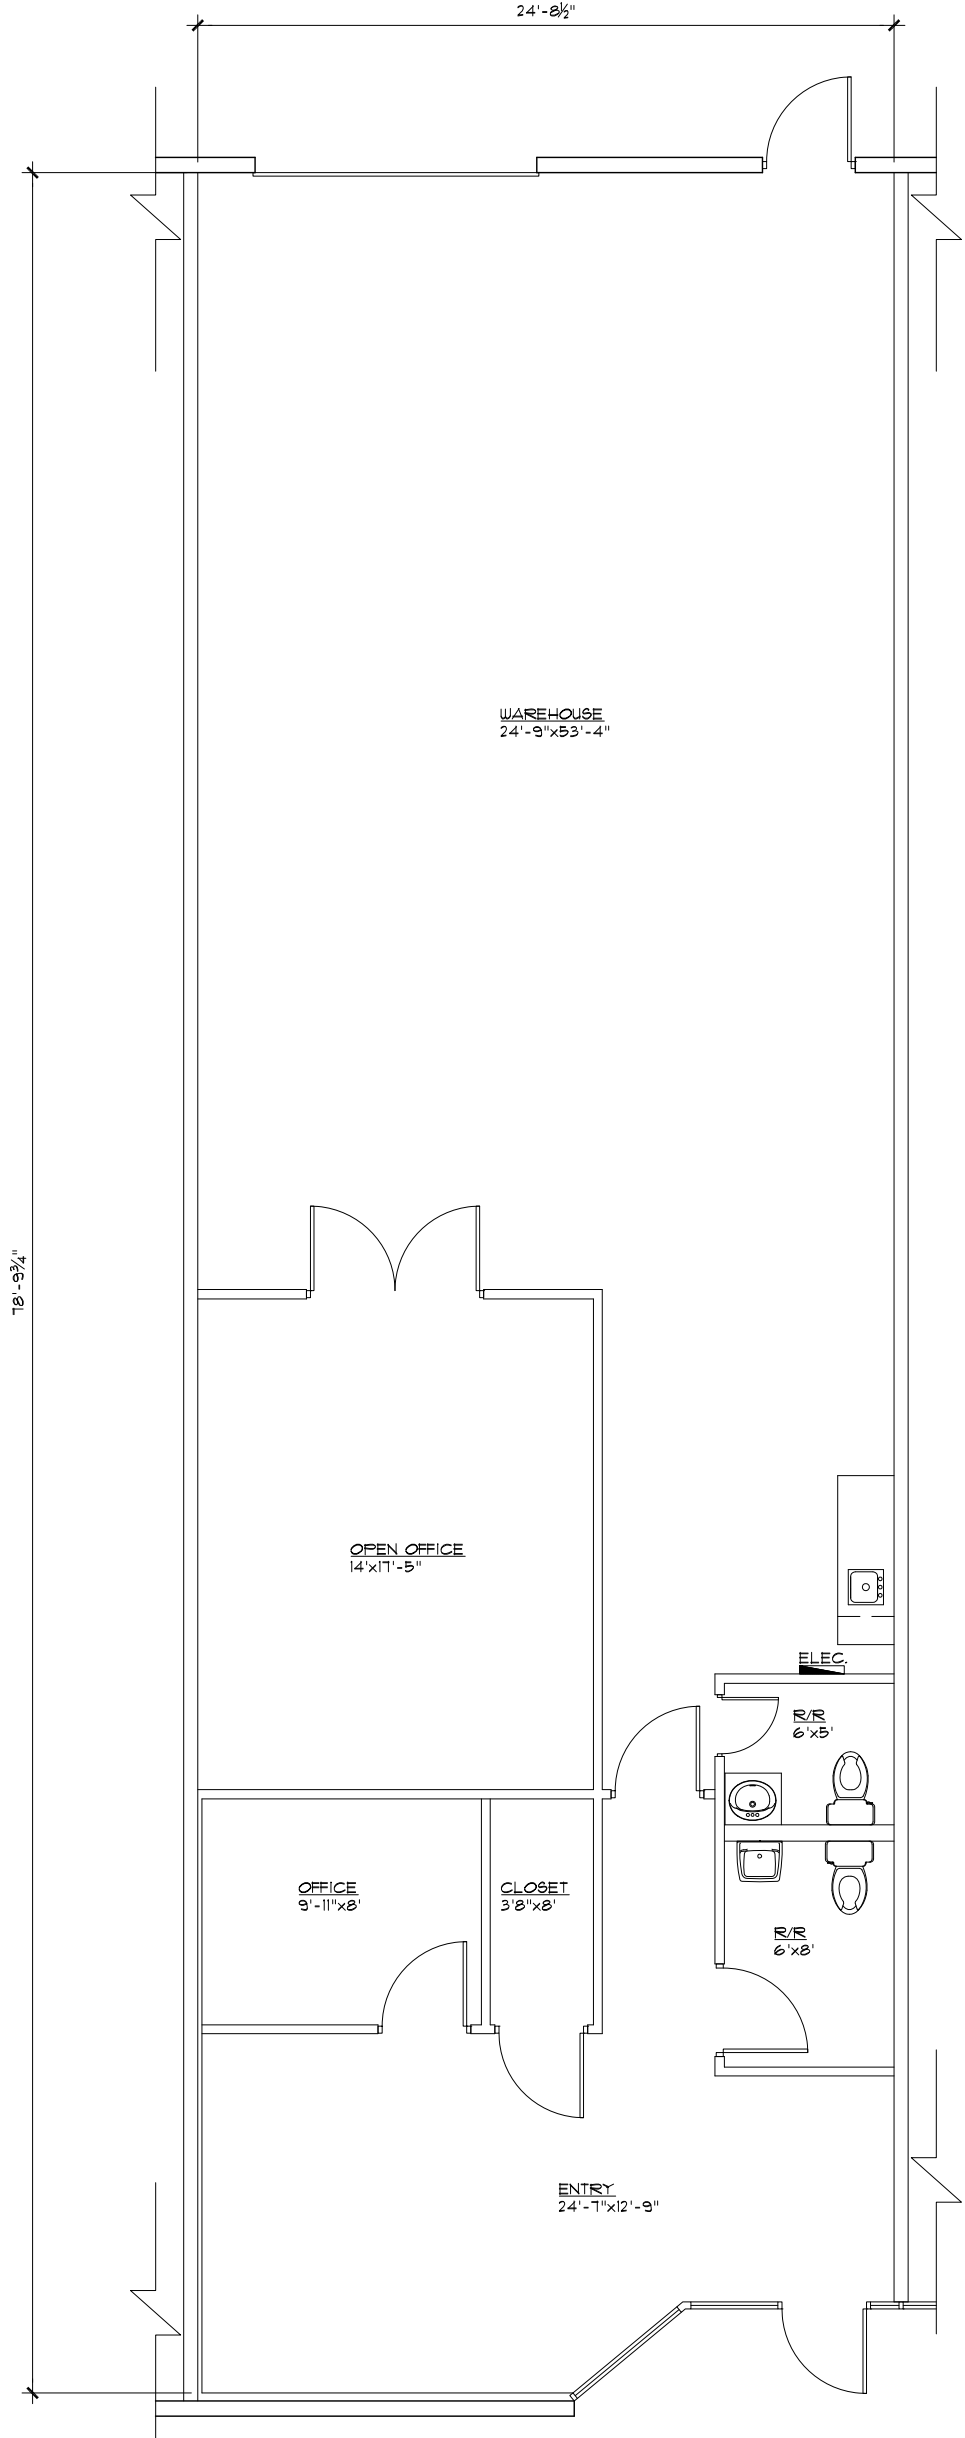 24'-8½"
WAREHOUSE
24'-9"x53'-4"
78'-9¾"
OPEN OFFICE
14'x17'-5"
ELEC.
R/R
6'x5'
OFFICE
9'-11"x8'
CLOSET
3'8"x8'
R/R
6'x8'
ENTRY
24'-7"x12'-9"